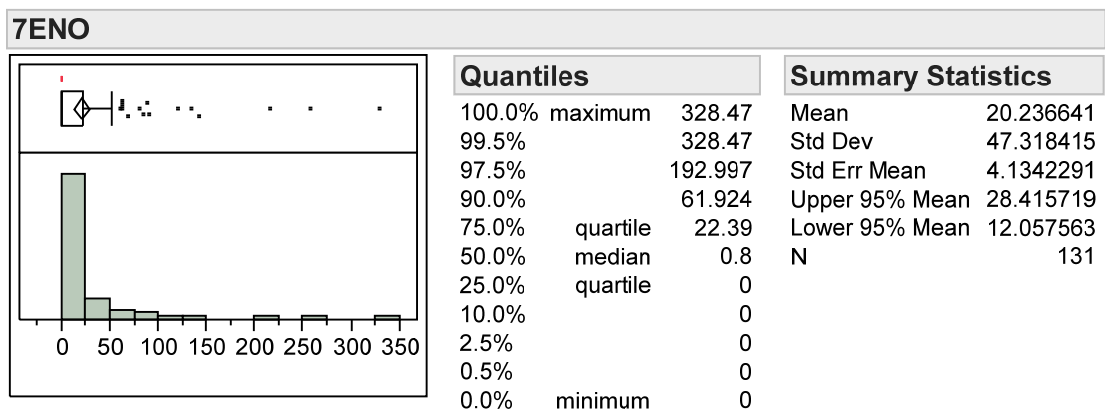 7ENO
0 50 100 150 200 250 300 350
Quantiles
100.0% maximum 328.47
99.5% 328.47
97.5% 192.997
90.0% 61.924
75.0% quartile 22.39
50.0% median 0.8
25.0% quartile 0
10.0% 0
2.5% 0
0.5% 0
0.0% minimum 0
Summary Statistics
Mean 20.236641
Std Dev 47.318415
Std Err Mean 4.1342291
Upper 95% Mean 28.415719
Lower 95% Mean 12.057563
N 131